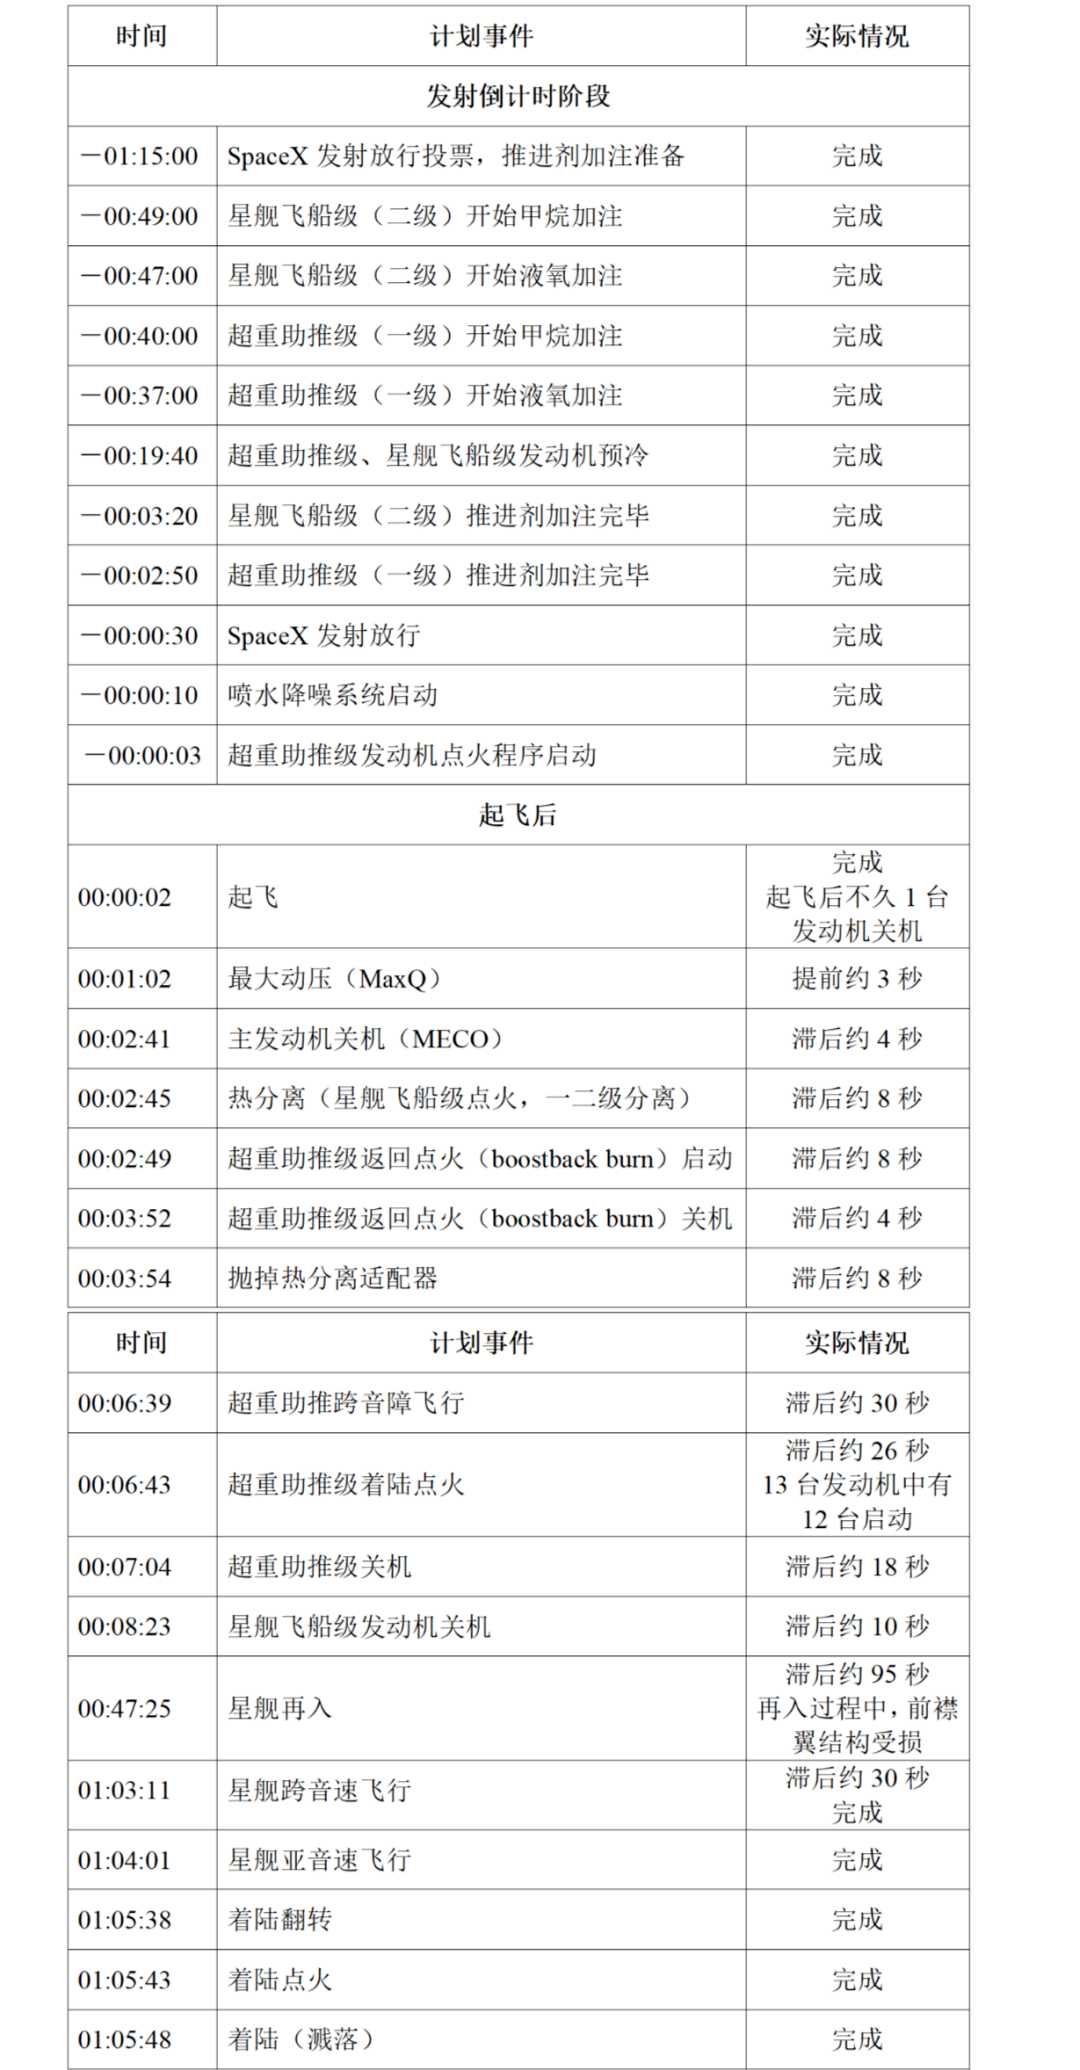 时间 计划事件 实际情况
发射倒计时阶段
－01:15:00 SpaceX 发射放行投票，推进剂加注准备 完成
－00:49:00 星舰飞船级（二级）开始甲烷加注 完成
－00:47:00 星舰飞船级（二级）开始液氧加注 完成
－00:40:00 超重助推级（一级）开始甲烷加注 完成
－00:37:00 超重助推级（一级）开始液氧加注 完成
－00:19:40 超重助推级、星舰飞船级发动机预冷 完成
－00:03:20 星舰飞船级（二级）推进剂加注完毕 完成
－00:02:50 超重助推级（一级）推进剂加注完毕 完成
－00:00:30 SpaceX 发射放行 完成
－00:00:10 喷水降噪系统启动 完成
－00:00:03 超重助推级发动机点火程序启动 完成
起飞后
00:00:02 起飞 完成
起飞后不久 1 台
发动机关机
00:01:02 最大动压（MaxQ） 提前约 3 秒
00:02:41 主发动机关机（MECO） 滞后约 4 秒
00:02:45 热分离（星舰飞船级点火，一二级分离） 滞后约 8 秒
00:02:49 超重助推级返回点火（boostback burn）启动 滞后约 8 秒
00:03:52 超重助推级返回点火（boostback burn）关机 滞后约 4 秒
00:03:54 抛掉热分离适配器 滞后约 8 秒
时间 计划事件 实际情况
00:06:39 超重助推跨音障飞行 滞后约 30 秒
00:06:43 超重助推级着陆点火 滞后约 26 秒
13 台发动机中有
12 台启动
00:07:04 超重助推级关机 滞后约 18 秒
00:08:23 星舰飞船级发动机关机 滞后约 10 秒
00:47:25 星舰再入 滞后约 95 秒
再入过程中，前襟
翼结构受损
01:03:11 星舰跨音速飞行 滞后约 30 秒
完成
01:04:01 星舰亚音速飞行 完成
01:05:38 着陆翻转 完成
01:05:43 着陆点火 完成
01:05:48 着陆（溅落） 完成